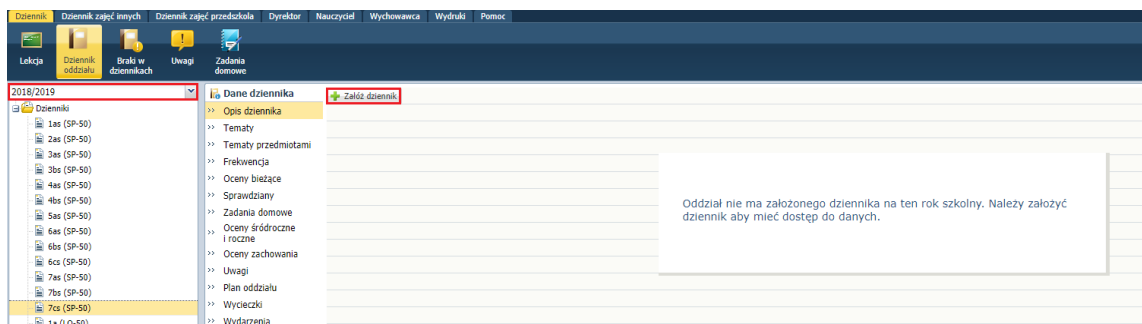 Dziennik Dziennik zajęć innych Dziennik zajęć przedszkola Dyrektor Nauczyciel Wychowawca Wydruki Pomoc
Lekcja
Dziennik
oddziału
Braki w
dziennikach
Uwagi
Zadania
domowe
2018/2019
Dzienniki
1as (SP-50)
2as (SP-50)
3as (SP-50)
3bs (SP-50)
4as (SP-50)
4bs (SP-50)
5as (SP-50)
6as (SP-50)
6bs (SP-50)
6cs (SP-50)
7as (SP-50)
7bs (SP-50)
7cs (SP-50)
1a (LO-50)
Dane dziennika
Opis dziennika
Tematy
Tematy przedmiotami
Frekwencja
Oceny bieżące
Sprawdziany
Zadania domowe
Oceny śródroczne
i roczne
Oceny zachowania
Uwagi
Plan oddziału
Wycieczki
Wydarzenia
Załóż dziennik
Oddział nie ma założonego dziennika na ten rok szkolny. Należy założyć
dziennik aby mieć dostęp do danych.